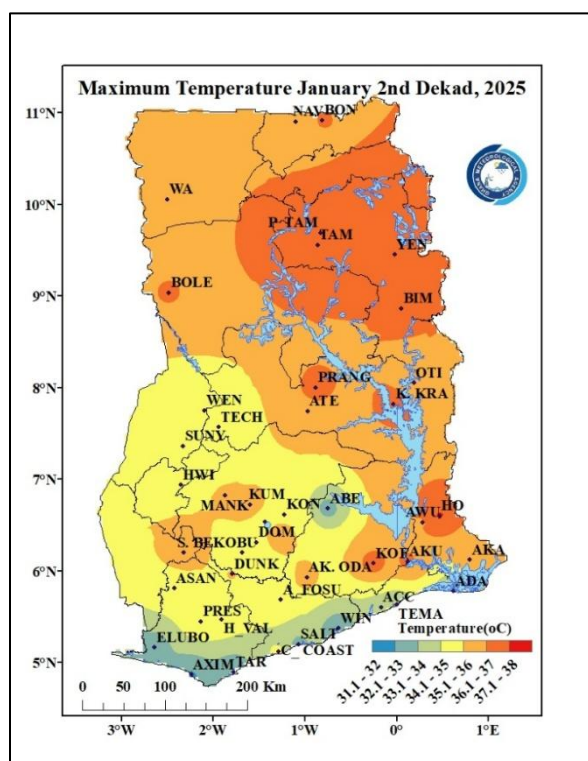 Maximum Temperature January 2nd Dekad, 2025
11°N
NAV
BON
WA
10°N
P_TAM
TAM
YEN
BOLE
9°N
BIM
PRANG
OTI
8°N
WEN
ATE
K. KRA
TECH
SUNY
7°N
HWI
KUM
MANK
KON
ABE
HO
AWU
DOM
S. BEKOBU
KOF
AKU
AKA
6°N
DUNK
AK. ODA
ASAN
A_FOSU
ADA
PRES
H_VAL
WIN
ACC
TEMA
Temperature(oC)
ELUBO
SALT
C_COAST
5°N
AXIM
TAR
31.1 - 32
32.1 - 33
33.1 - 34
34.1 - 35
35.1 - 36
36.1 - 37
37.1 - 38
0 50 100 200 Km
3°W 2°W 1°W 0° 1°E